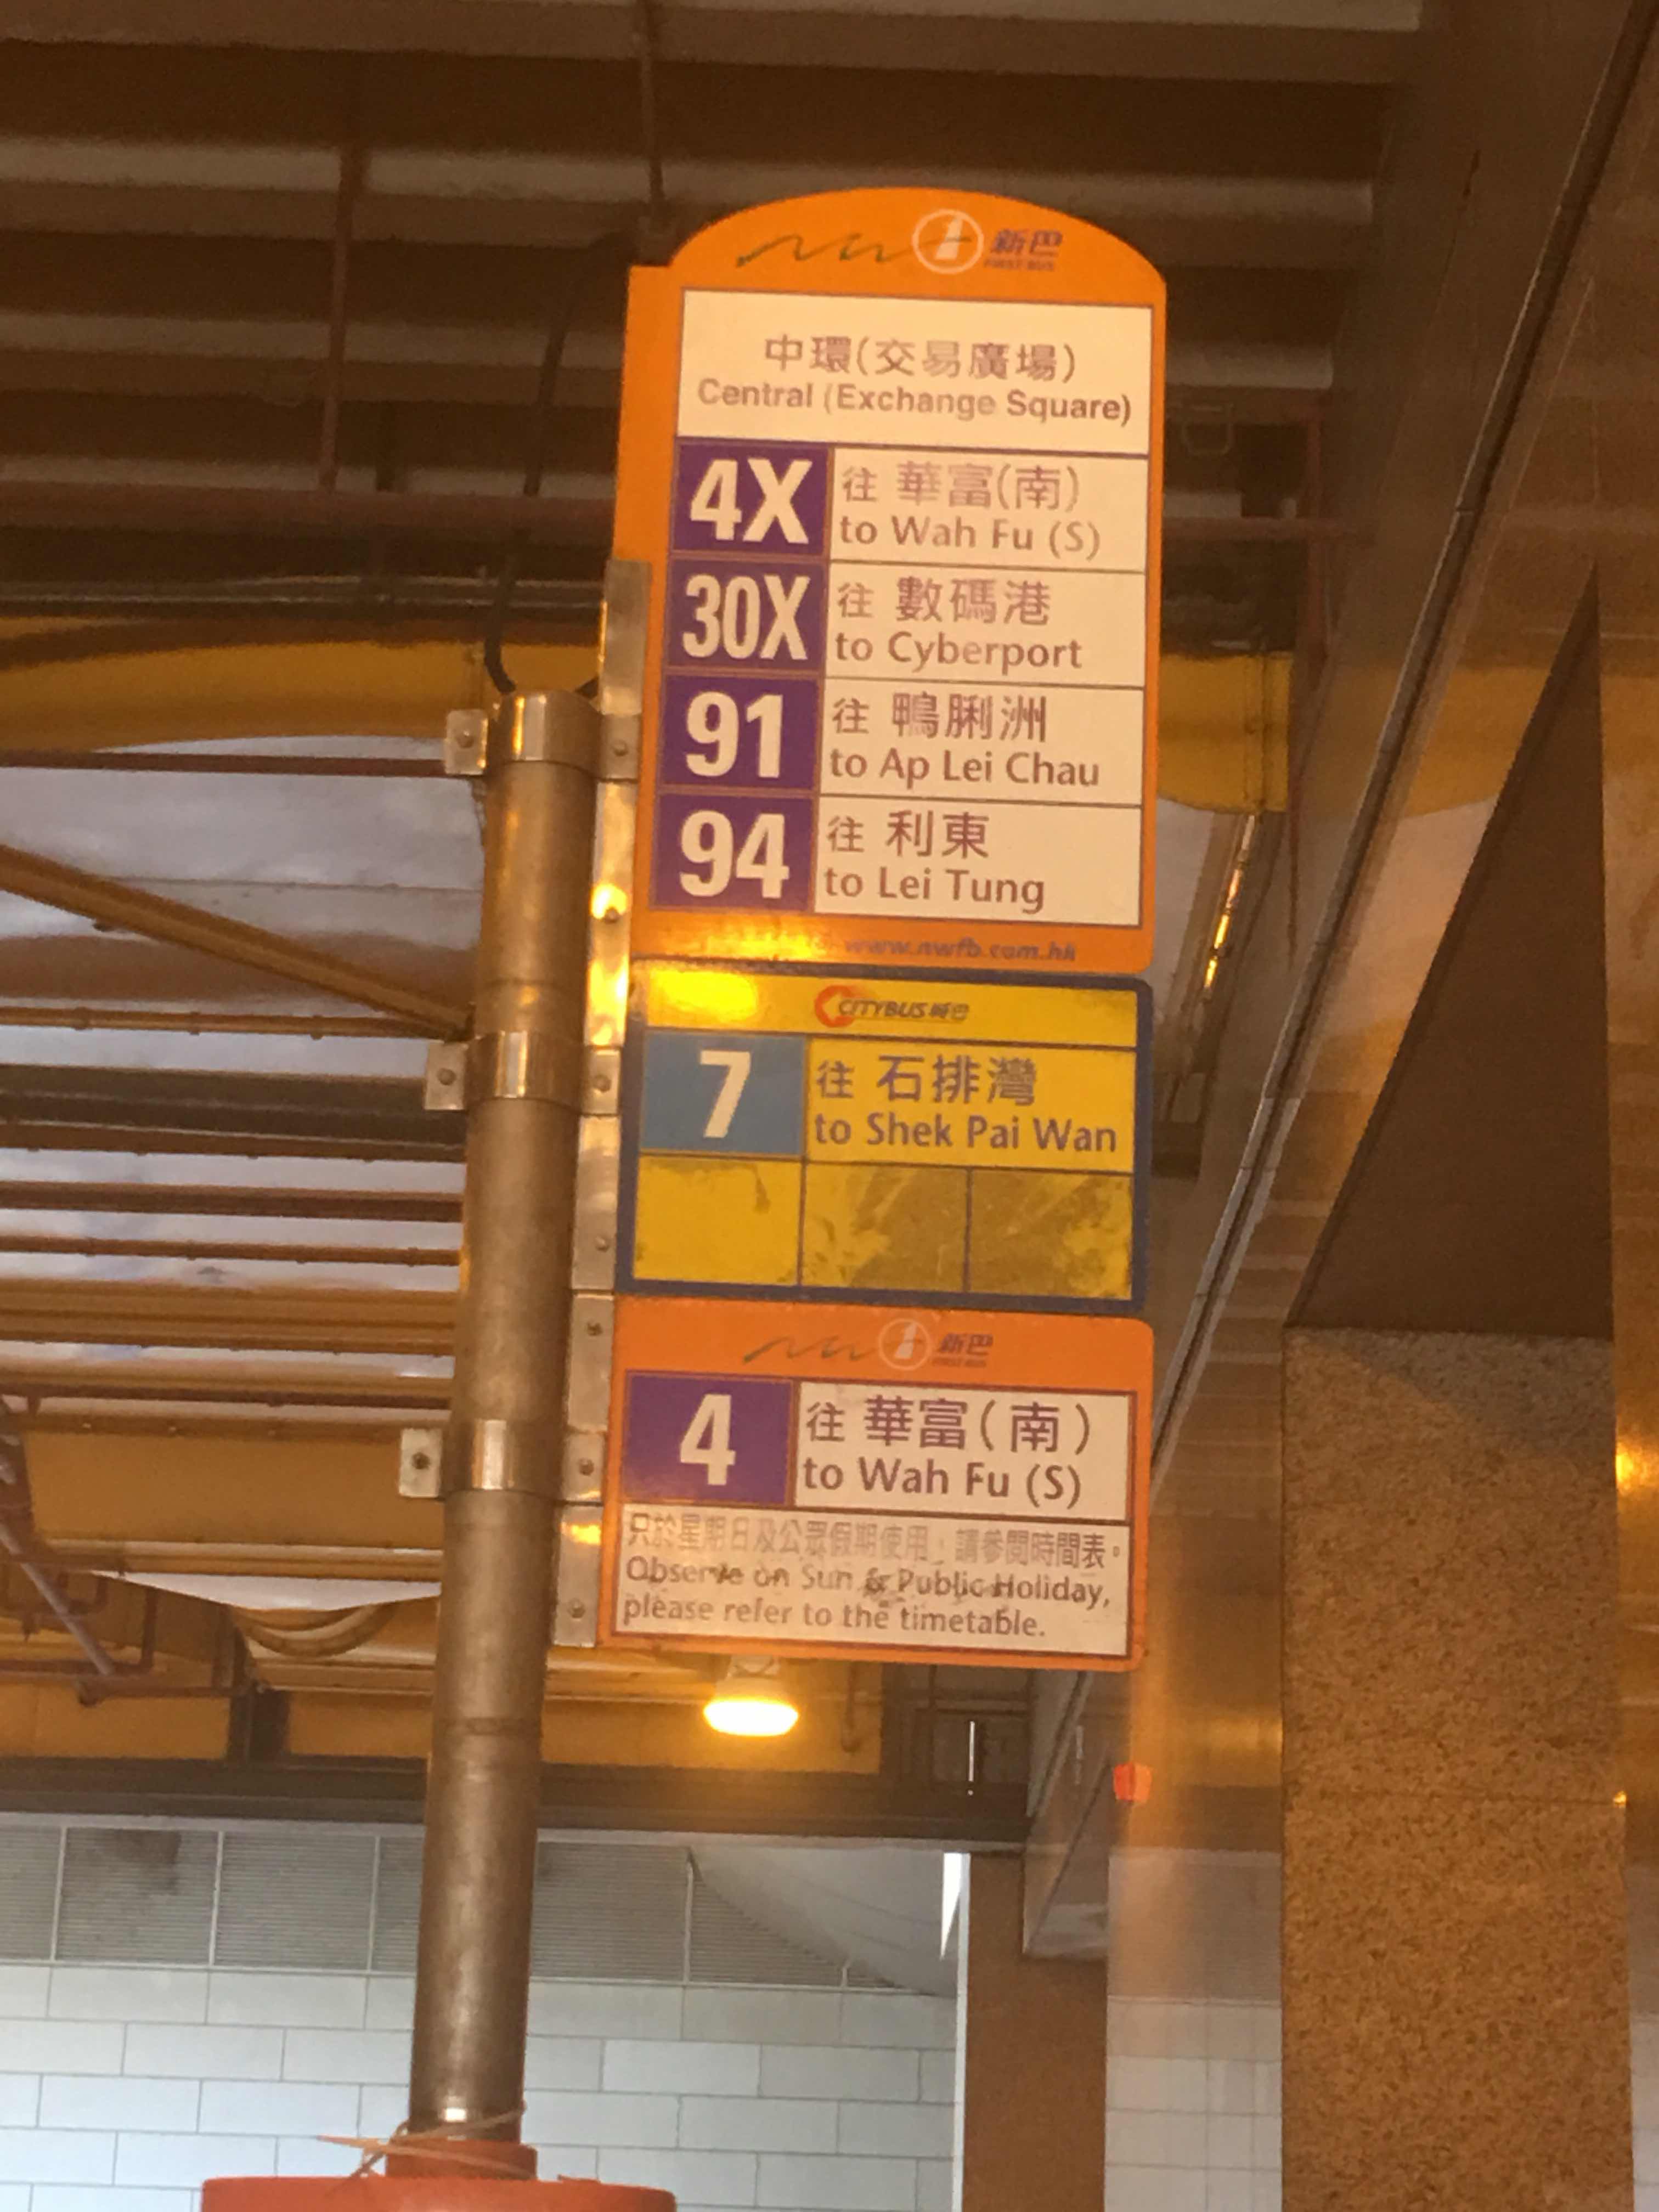 新巴
FIRST BUS
中環(交易廣場)
Central (Exchange Square)
4X 往 華富(南)
to Wah Fu (S)
30X 往 數碼港
to Cyberport
91 往 鴨脷洲
to Ap Lei Chau
94 往 利東
to Lei Tung
www.nwfb.com.hk
CITYBUS 城巴
7 往 石排灣
to Shek Pai Wan
新巴
FIRST BUS
4 往 華富(南)
to Wah Fu (S)
只於星期日及公眾假期使用，請參閱時間表。
Observe on Sun & Public Holiday,
please refer to the timetable.